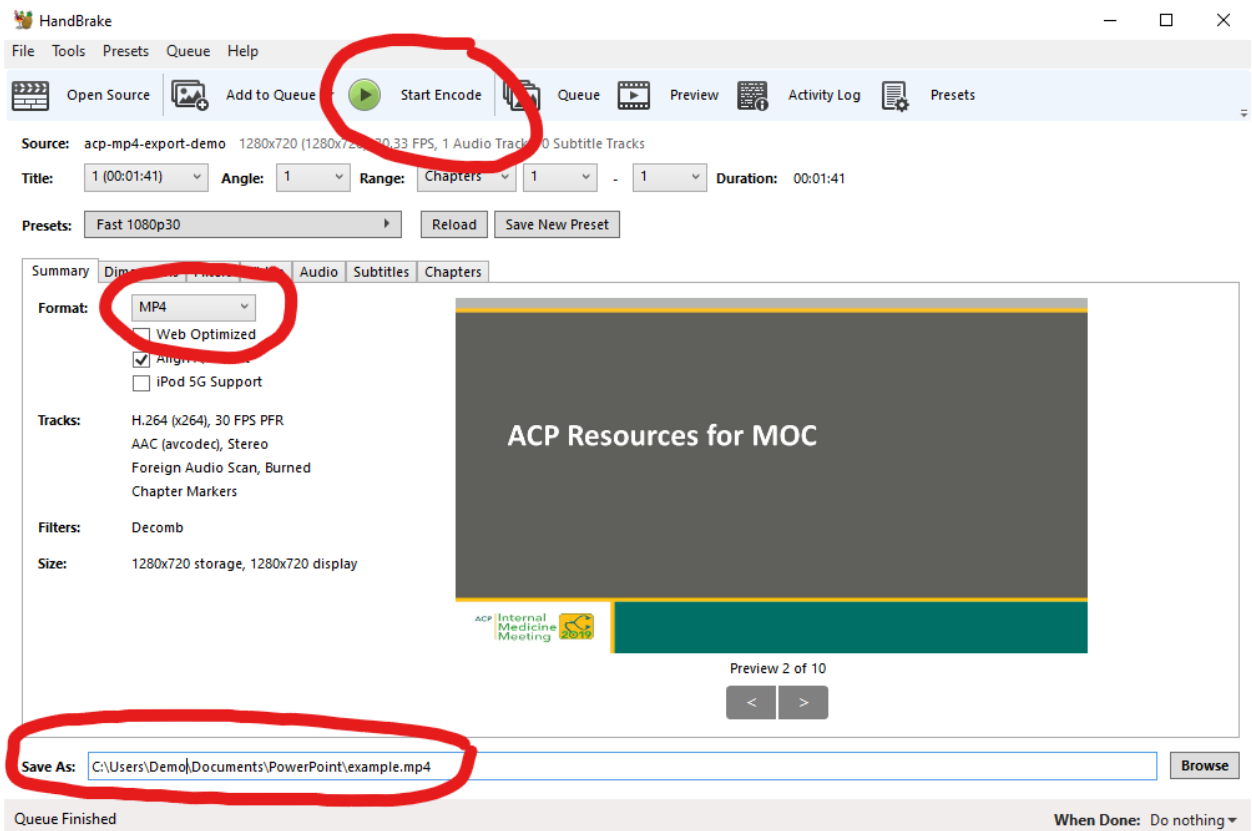 HandBrake
File Tools Presets Queue Help
Open Source Add to Queue Start Encode Queue Preview Activity Log Presets
Source: acp-mp4-export-demo 1280x720 FPS, 1 Audio Track 0 Subtitle Tracks
Title: 1 (00:01:41) Angle: 1 Range: Chapters 1 - 1 Duration: 00:01:41
Presets: Fast 1080p30 Reload Save New Preset
Summary Audio Subtitles Chapters
Format: MP4
Web Optimized
iPod 5G Support
Tracks: H.264 (x264), 30 FPS PFR
AAC (avcodec), Stereo
Foreign Audio Scan, Burned
Chapter Markers
Filters: Decomb
Size: 1280x720 storage, 1280x720 display
ACP Resources for MOC
ACP Internal
Medicine
Meeting 2019
Preview 2 of 10
< >
Save As: C:\Users\Demo\Documents\PowerPoint\example.mp4 Browse
Queue Finished When Done: Do nothing